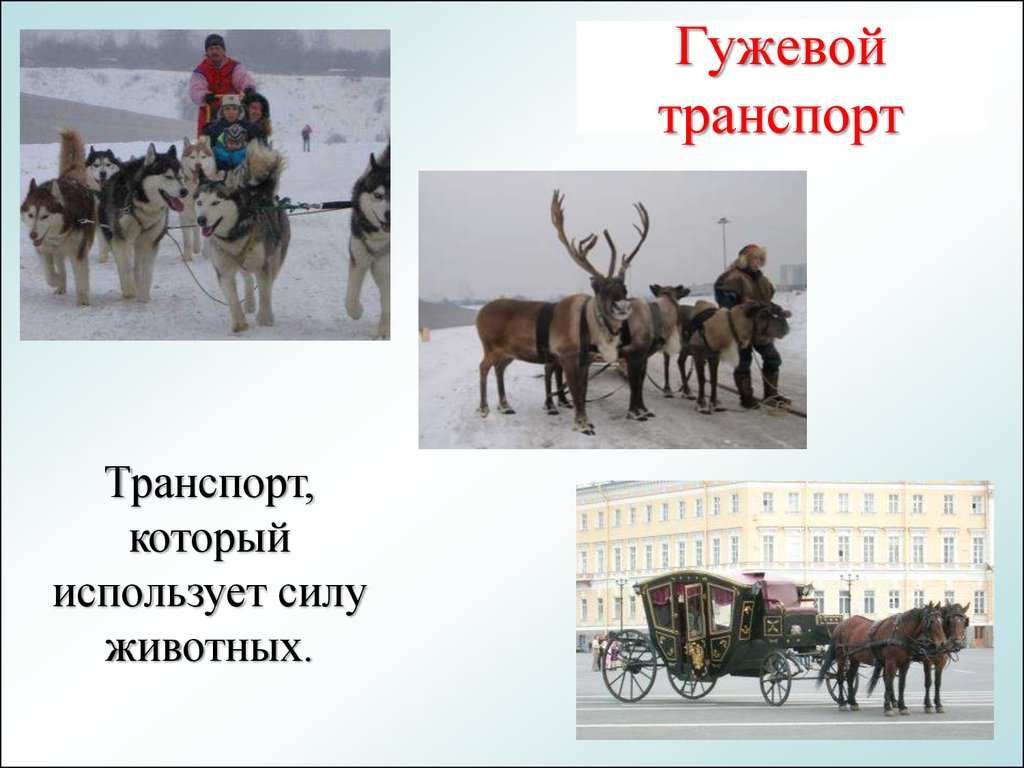 Гужевой
транспорт
Транспорт,
который
использует силу
животных.